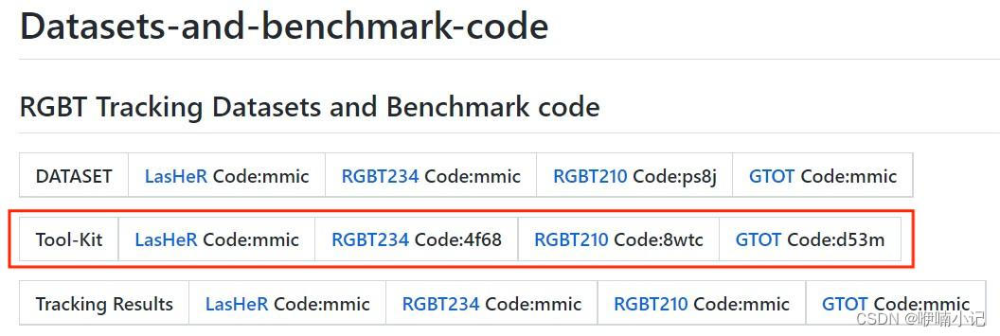 Datasets-and-benchmark-code
RGBT Tracking Datasets and Benchmark code
DATASET LasHeR Code:mmic RGBT234 Code:mmic RGBT210 Code:ps8j GTOT Code:mmic
Tool-Kit LasHeR Code:mmic RGBT234 Code:4f68 RGBT210 Code:8wtc GTOT Code:d53m
Tracking Results LasHeR Code:mmic RGBT234 Code:mmic RGBT210 Code:mmic GTOT Code:mmic
CSDN @咿喃小记